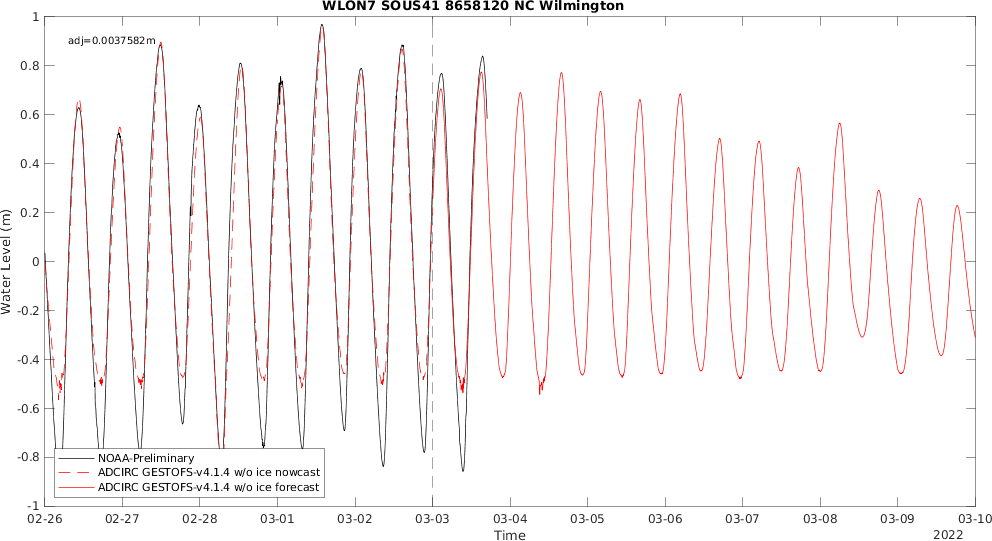 WLON7 SOUS41 8658120 NC Wilmington
adj=0.0037582m
1
0.8
0.6
0.4
0.2
0
-0.2
-0.4
-0.6
-0.8
-1
Water Level (m)
NOAA-Preliminary
ADCIRC GESTOFS-v4.1.4 w/o ice nowcast
ADCIRC GESTOFS-v4.1.4 w/o ice forecast
02-26 02-27 02-28 03-01 03-02 03-03 03-04 03-05 03-06 03-07 03-08 03-09 03-10
Time
2022